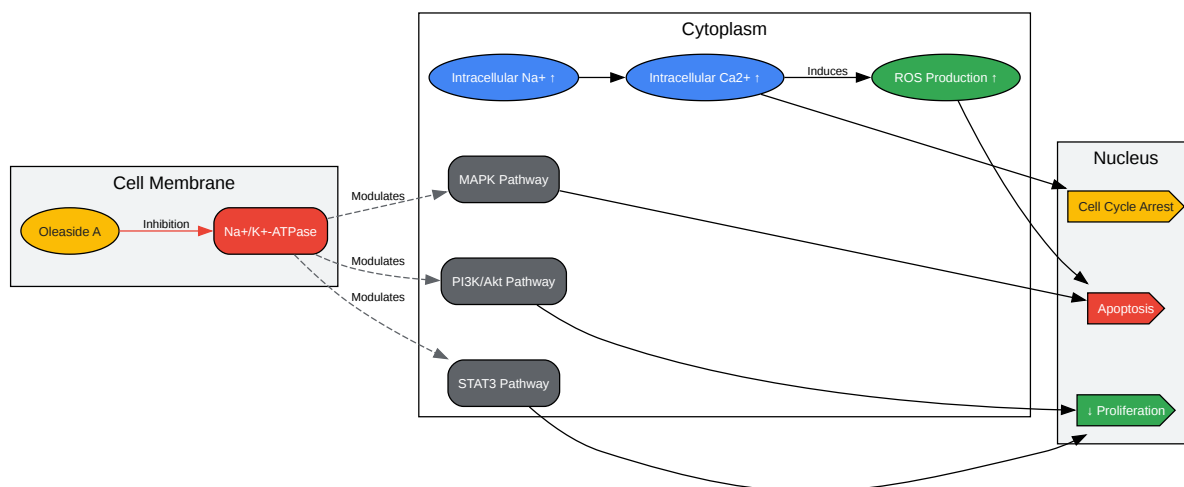 Cytoplasm
Intracellular Na+ ↑
Intracellular Ca2+ ↑
Induces
ROS Production ↑
Nucleus
Cell Membrane
MAPK Pathway
Modulates
Cell Cycle Arrest
Oleaside A
Inhibition
Na+/K+-ATPase
Modulates
PI3K/Akt Pathway
Modulates
Apoptosis
STAT3 Pathway
↓ Proliferation